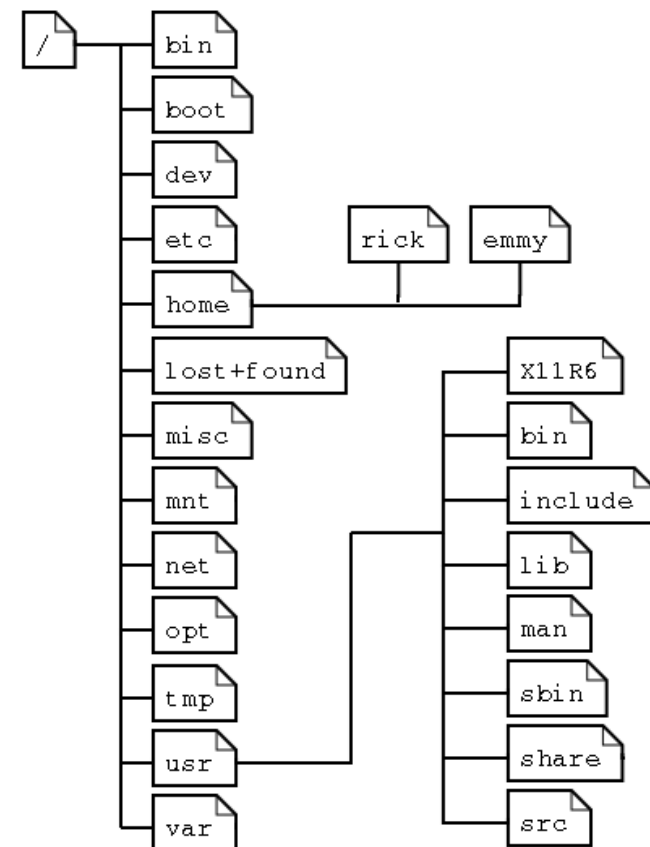 /
bin
boot
dev
etc
rick
emmy
home
lost+found
X11R6
misc
bin
mnt
include
net
lib
opt
man
tmp
sbin
usr
share
var
src